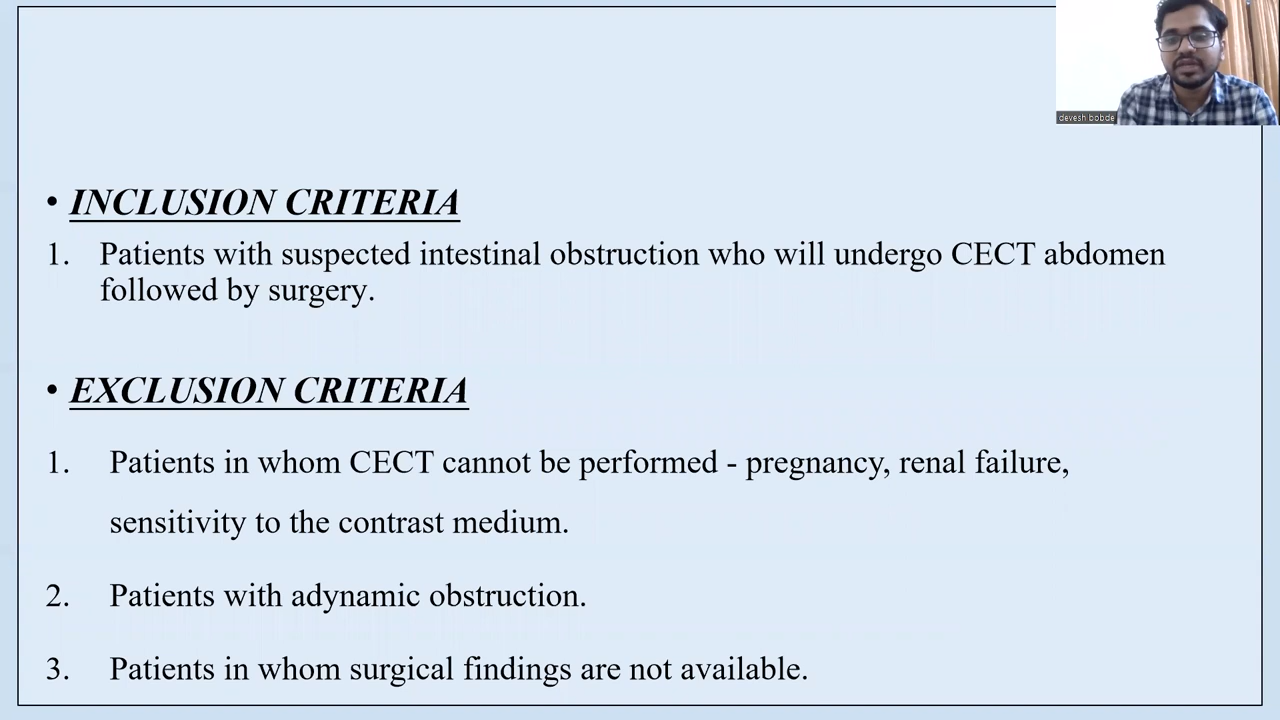 devesh bobde
• INCLUSION CRITERIA
1. Patients with suspected intestinal obstruction who will undergo CECT abdomen
followed by surgery.
• EXCLUSION CRITERIA
1. Patients in whom CECT cannot be performed - pregnancy, renal failure,
sensitivity to the contrast medium.
2. Patients with adynamic obstruction.
3. Patients in whom surgical findings are not available.